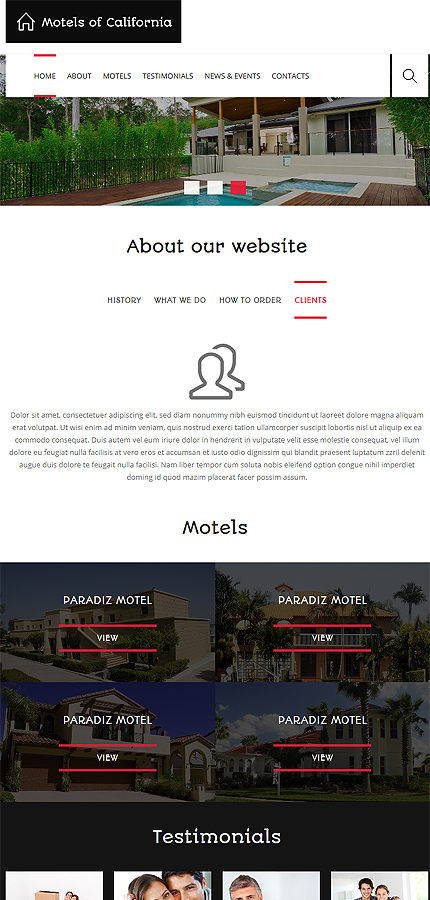 Motels of California
HOME ABOUT MOTELS TESTIMONIALS NEWS & EVENTS CONTACTS
About our website
HISTORY WHAT WE DO HOW TO ORDER CLIENTS
Dolor sit amet, consectetuer adipiscing elit, sed diam nonummy nibh euismod tincidunt ut laoreet dolore magna aliquam
erat volutpat. Ut wisi enim ad minim veniam, quis nostrud exerci tation ullamcorper suscipit lobortis nisl ut aliquip ex ea
commodo consequat. Duis autem vel eum iriure dolor in hendrerit in vulputate velit esse molestie consequat, vel illum
dolore eu feugiat nulla facilisis at vero eros et accumsan et iusto odio dignissim qui blandit praesent luptatum zzril delenit
augue duis dolore te feugait nulla facilisi. Nam liber tempor cum soluta nobis eleifend option congue nihil imperdiet
doming id quod mazim placerat facer possim assum.
Motels
PARADIZ MOTEL PARADIZ MOTEL
VIEW VIEW
PARADIZ MOTEL PARADIZ MOTEL
VIEW VIEW
Testimonials